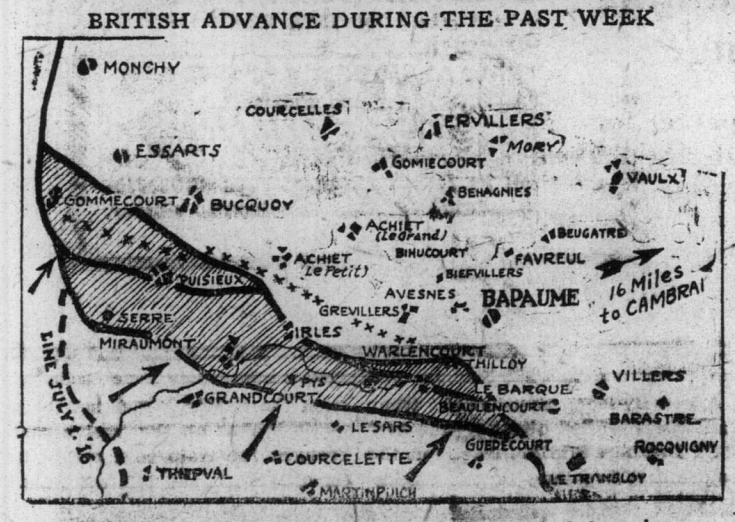 BRITISH ADVANCE DURING THE PAST WEEK
MONCHY
COURCELLES
ERVILLERS
MORY
ESSARTS
GOMIECOURT
VAULX
BEHAGNIES
GOMMECOURT
BUCQUOY
ACHIET
(Le Grand)
BEUGATRE
BIHUCOURT
FAVREUL
ACHIET
(Le Petit)
BIEFVILLERS
16 Miles
to CAMBRAI
PUISIEUX
AVESNES
BAPAUME
GREVILLERS
SERRE
IRLES
MIRAUMONT
WARLENCOURT
THILLOY
LINE JULY 1. '16
PYS
VILLERS
LE BARQUE
GRANDCOURT
BEAULENCOURT
BARASTRE
LE SARS
GUEDECOURT
ROCQUIGNY
COURCELETTE
THIEPVAL
LE TRANSLOY
MARTINPUICH